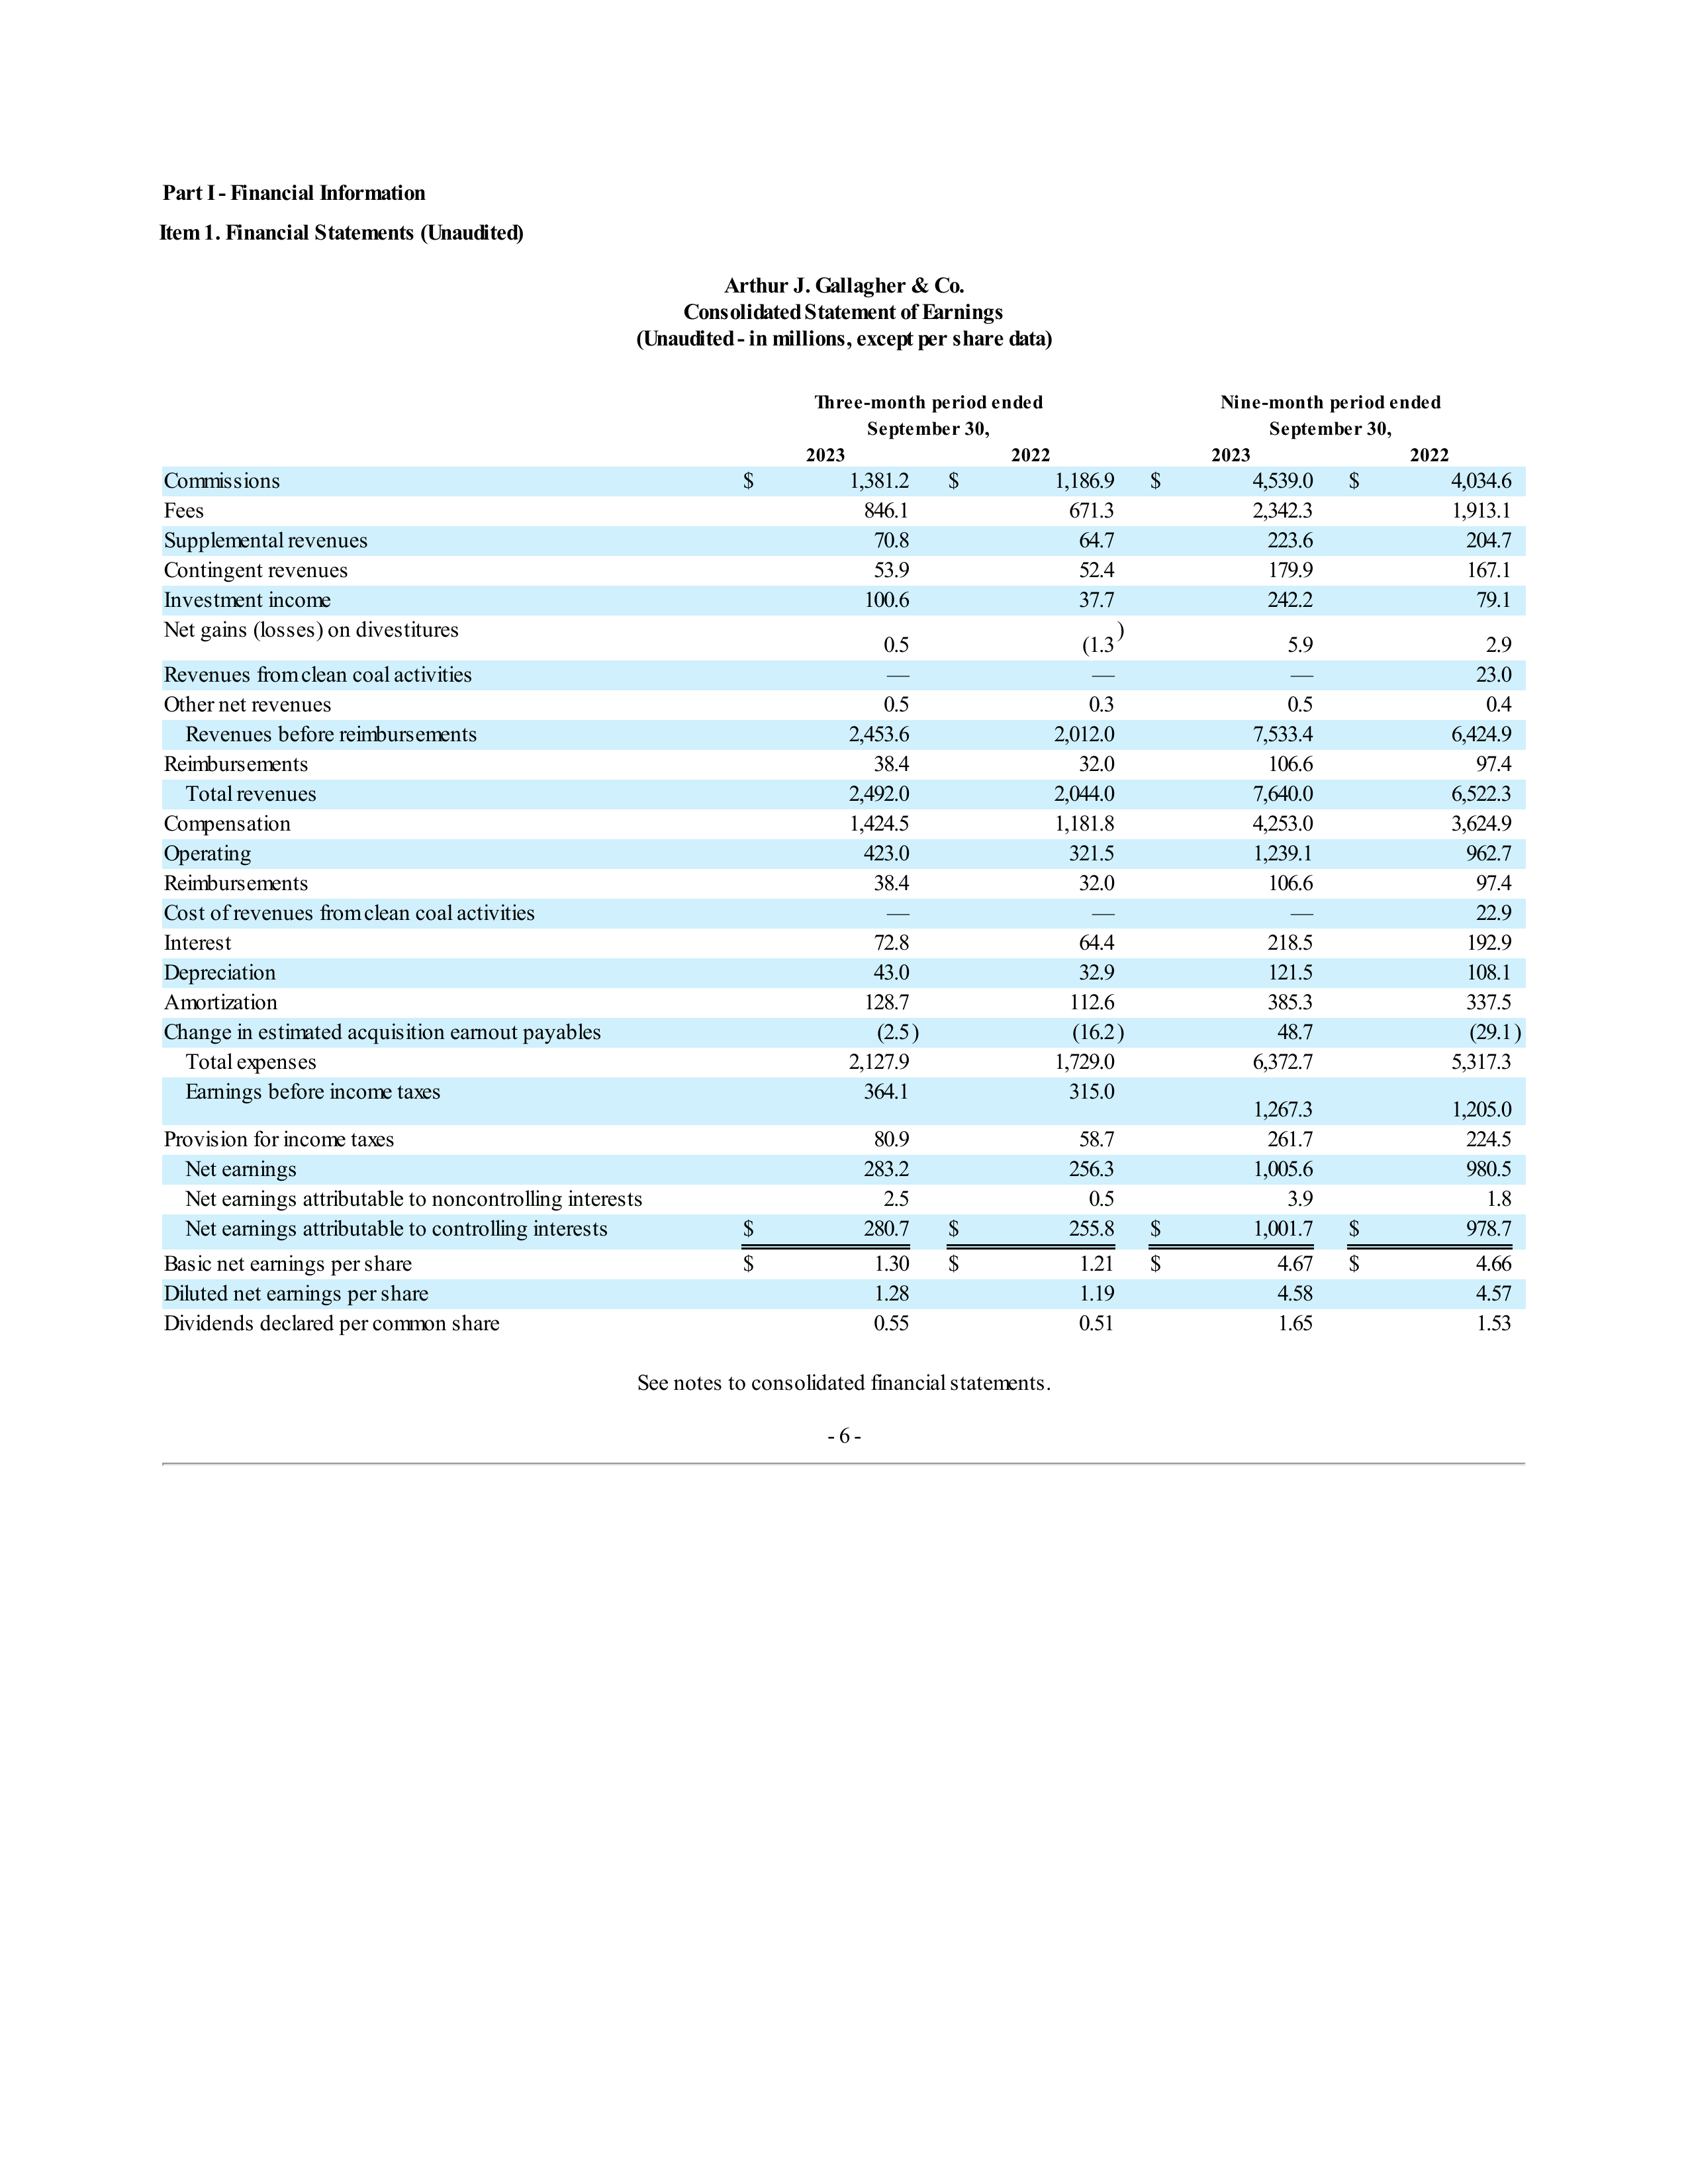 Part I - Financial Information
Item 1. Financial Statements (Unaudited)
Arthur J. Gallagher & Co.
Consolidated Statement of Earnings
(Unaudited - in millions, except per share data)
Three-month period ended Nine-month period ended
September 30, September 30,
2023 2022 2023 2022
Commissions $ 1,381.2 $ 1,186.9 $ 4,539.0 $ 4,034.6
Fees 846.1 671.3 2,342.3 1,913.1
Supplemental revenues 70.8 64.7 223.6 204.7
Contingent revenues 53.9 52.4 179.9 167.1
Investment income 100.6 37.7 242.2 79.1
Net gains (losses) on divestitures 0.5 (1.3) 5.9 2.9
Revenues from clean coal activities — — — 23.0
Other net revenues 0.5 0.3 0.5 0.4
Revenues before reimbursements 2,453.6 2,012.0 7,533.4 6,424.9
Reimbursements 38.4 32.0 106.6 97.4
Total revenues 2,492.0 2,044.0 7,640.0 6,522.3
Compensation 1,424.5 1,181.8 4,253.0 3,624.9
Operating 423.0 321.5 1,239.1 962.7
Reimbursements 38.4 32.0 106.6 97.4
Cost of revenues from clean coal activities — — — 22.9
Interest 72.8 64.4 218.5 192.9
Depreciation 43.0 32.9 121.5 108.1
Amortization 128.7 112.6 385.3 337.5
Change in estimated acquisition earnout payables (2.5) (16.2) 48.7 (29.1)
Total expenses 2,127.9 1,729.0 6,372.7 5,317.3
Earnings before income taxes 364.1 315.0 1,267.3 1,205.0
Provision for income taxes 80.9 58.7 261.7 224.5
Net earnings 283.2 256.3 1,005.6 980.5
Net earnings attributable to noncontrolling interests 2.5 0.5 3.9 1.8
Net earnings attributable to controlling interests $ 280.7 $ 255.8 $ 1,001.7 $ 978.7
Basic net earnings per share $ 1.30 $ 1.21 $ 4.67 $ 4.66
Diluted net earnings per share 1.28 1.19 4.58 4.57
Dividends declared per common share 0.55 0.51 1.65 1.53
See notes to consolidated financial statements.
- 6 -